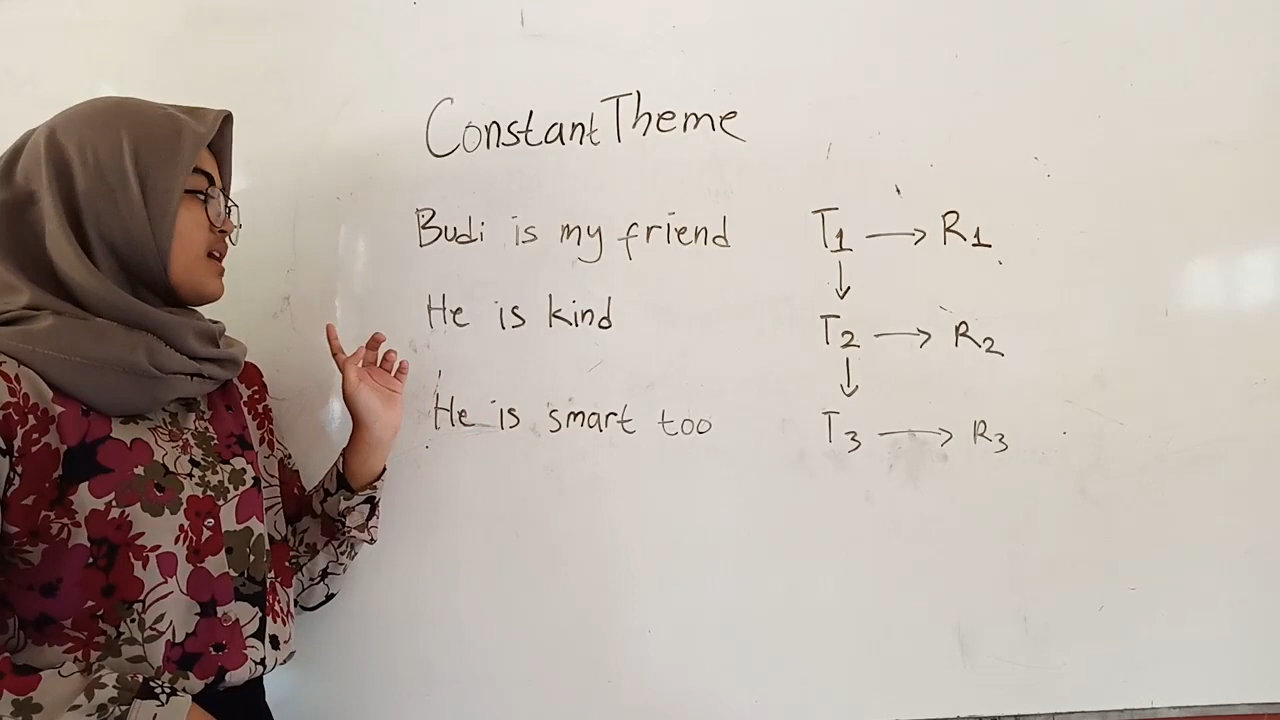 Constant Theme
Budi is my friend T1 → R1
↓
He is kind T2 → R2
↓
He is smart too T3 → R3